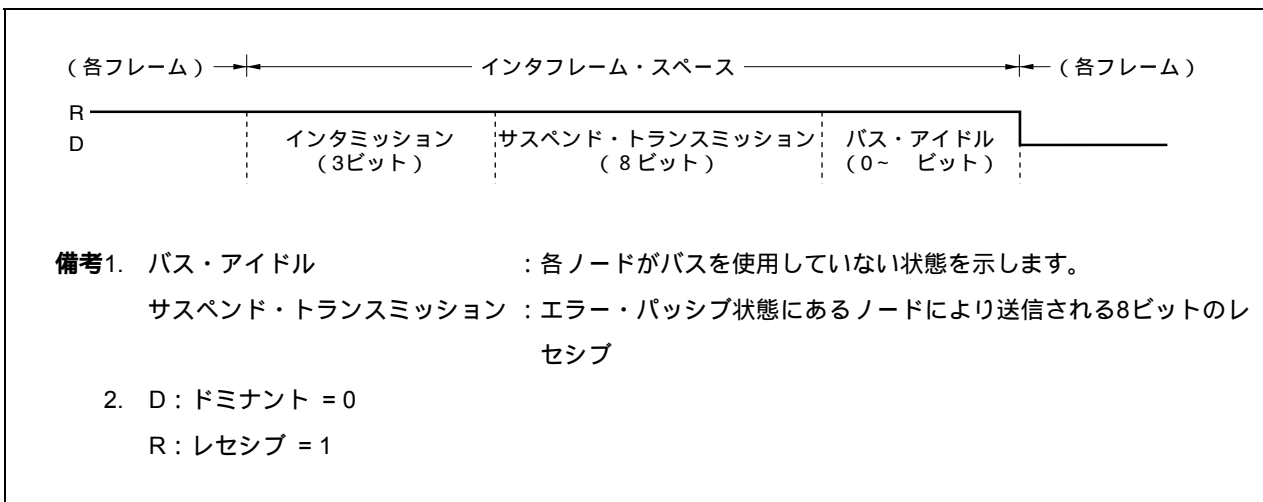 （各フレーム） インタフレーム・スペース （各フレーム）
R
D インタミッション サスペンド・トランスミッション バス・アイドル
（3ビット） （8ビット） （0~ ビット）
備考1. バス・アイドル ：各ノードがバスを使用していない状態を示します。
サスペンド・トランスミッション ：エラー・パッシブ状態にあるノードにより送信される8ビットのレ
セシブ
2. D：ドミナント = 0
R：レセシブ = 1